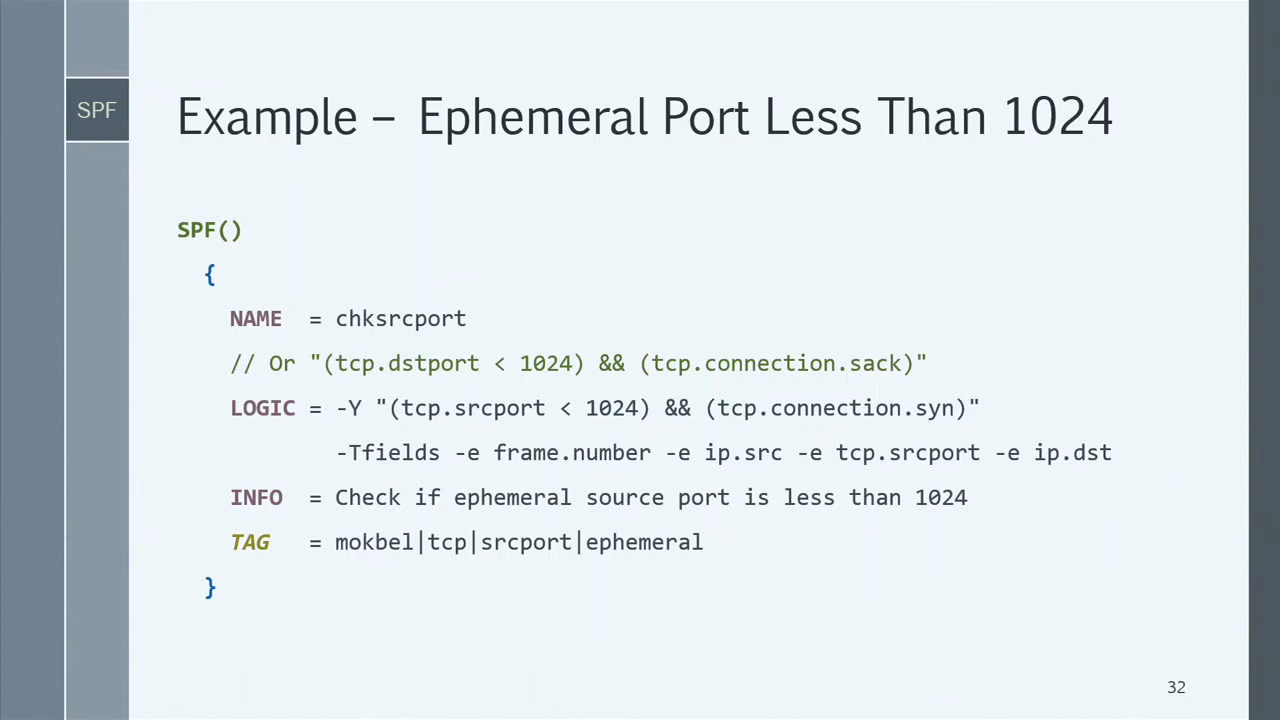 SPF
Example – Ephemeral Port Less Than 1024
SPF()
{
NAME = chksrcport
// Or "(tcp.dstport < 1024) && (tcp.connection.sack)"
LOGIC = -Y "(tcp.srcport < 1024) && (tcp.connection.syn)"
-Tfields -e frame.number -e ip.src -e tcp.srcport -e ip.dst
INFO = Check if ephemeral source port is less than 1024
TAG = mokbel|tcp|srcport|ephemeral
}
32